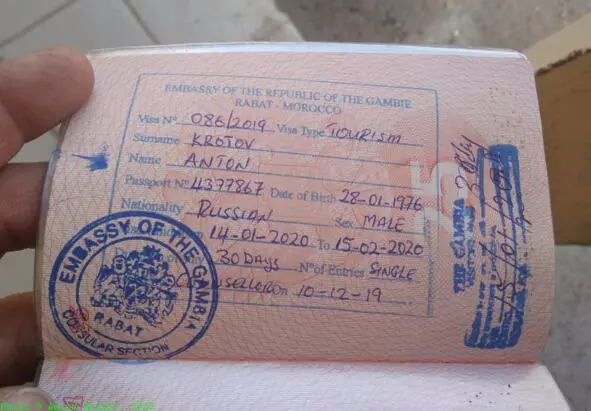 EMBASSY OF THE REPUBLIC OF THE GAMBIE
RABAT - MOROCCO
Visa N° 086/2019 Visa Type TOURISM
Surname KROTOV
Name ANTON
Passport N° 4377867 Date of Birth 28-01-1976
Nationality RUSSIAN Sex MALE
14-01-2020 To 15-02-2020
30 DAYS N° of Entries SINGLE
On 10-12-19
EMBASSY OF THE GAMBIA
RABAT
CONSULAR SECTION
THE GAMBIA